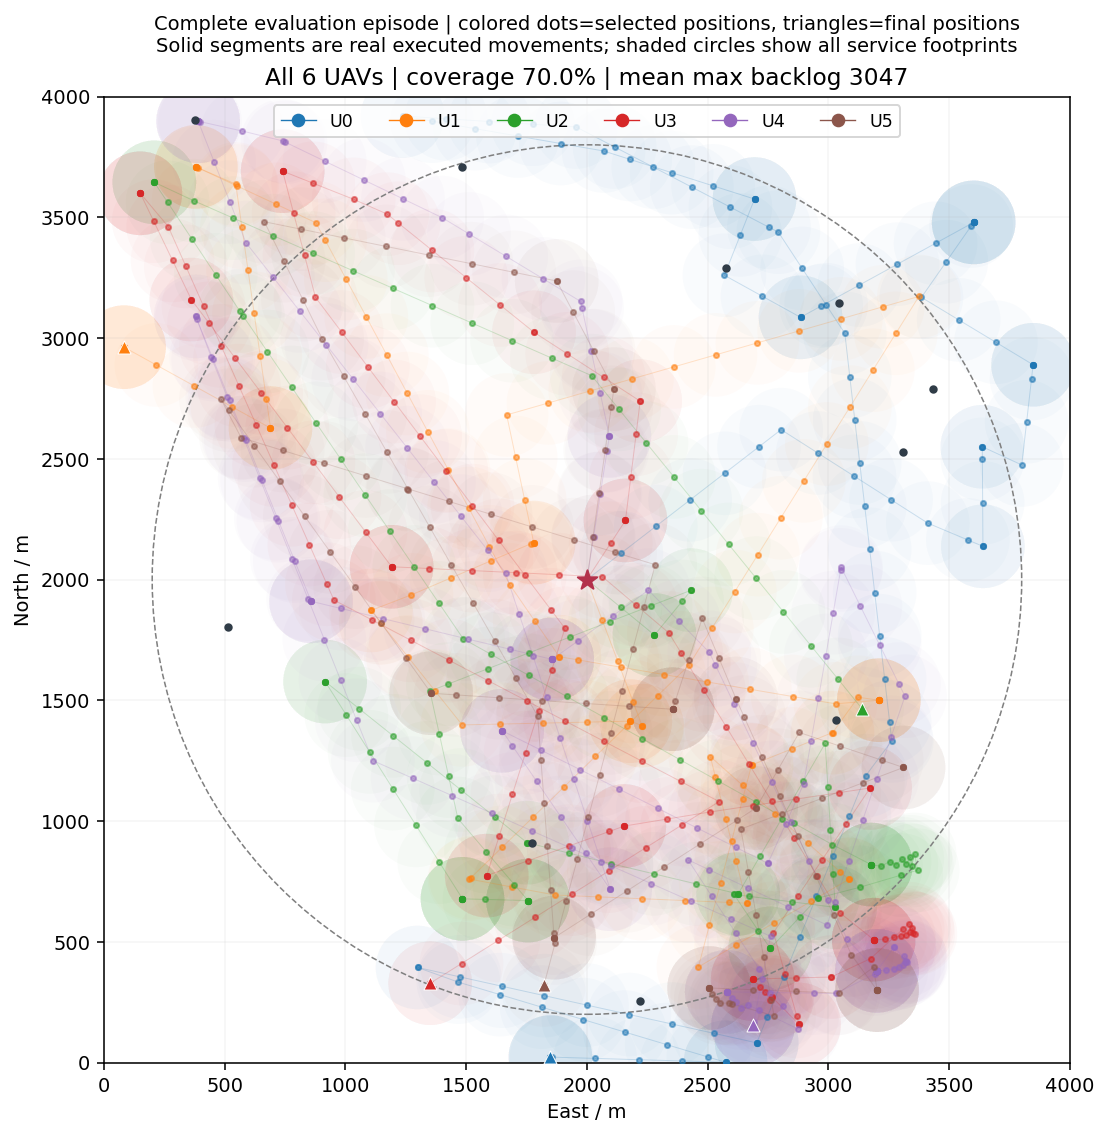 Complete evaluation episode | colored dots=selected positions, triangles=final positions
Solid segments are real executed movements; shaded circles show all service footprints
All 6 UAVs | coverage 70.0% | mean max backlog 3047
U0 U1 U2 U3 U4 U5
4000
3500
3000
2500
2000
1500
1000
500
0
North / m
0 500 1000 1500 2000 2500 3000 3500 4000
East / m